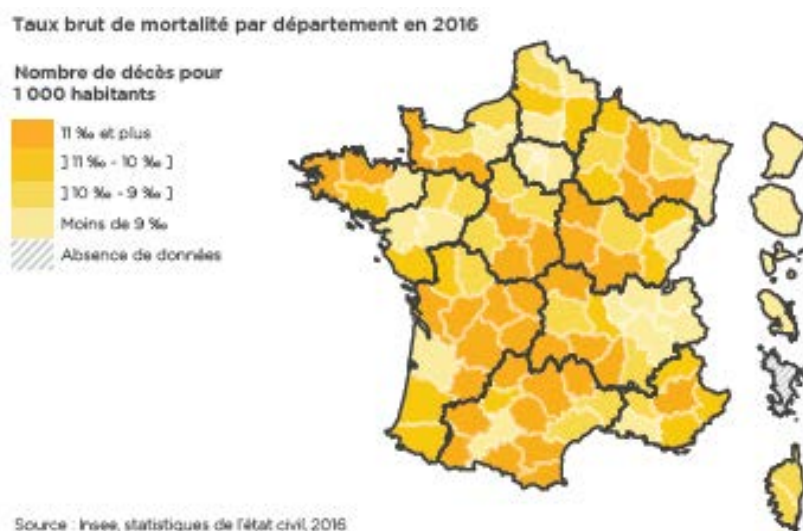 Taux brut de mortalité par département en 2016
Nombre de décès pour
1 000 habitants
11 ‰ et plus
] 11 ‰ - 10 ‰ ]
] 10 ‰ - 9 ‰ ]
Moins de 9 ‰
Absence de données
Source : Insee, statistiques de l'état civil, 2016